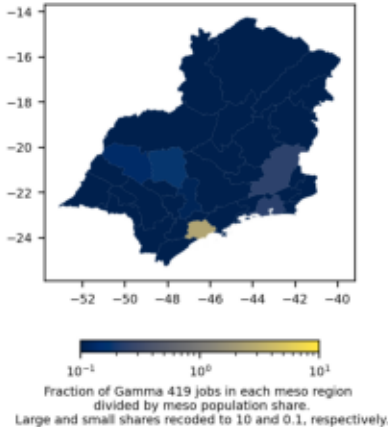 −14
−16
−18
−20
−22
−24
−52 −50 −48 −46 −44 −42 −40
10⁻¹ 10⁰ 10¹
Fraction of Gamma 419 jobs in each meso region
divided by meso population share.
Large and small shares recoded to 10 and 0.1, respectively.